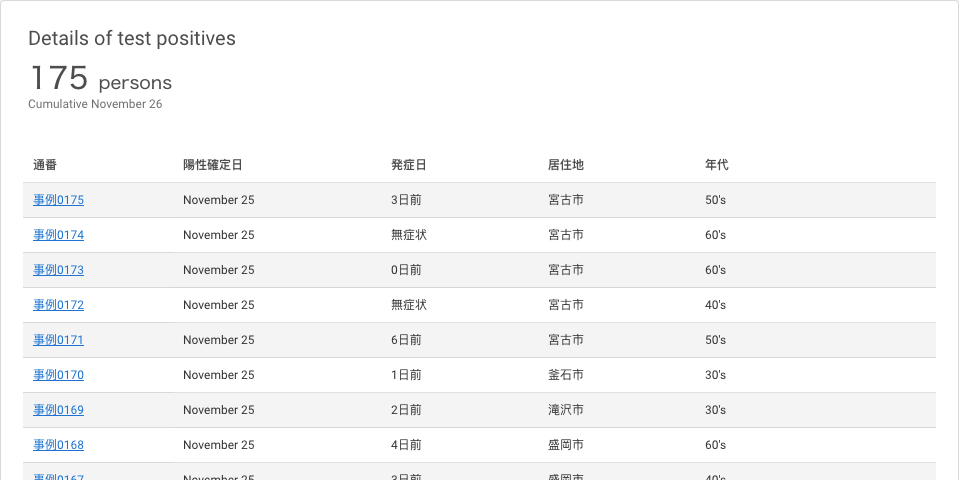 Details of test positives
175 persons
Cumulative November 26
通番 陽性確定日 発症日 居住地 年代
事例0175 November 25 3日前 宮古市 50's
事例0174 November 25 無症状 宮古市 60's
事例0173 November 25 0日前 宮古市 60's
事例0172 November 25 無症状 宮古市 40's
事例0171 November 25 6日前 宮古市 50's
事例0170 November 25 1日前 釜石市 30's
事例0169 November 25 2日前 滝沢市 30's
事例0168 November 25 4日前 盛岡市 60's
事例0167 November 25 3日前 盛岡市 40's